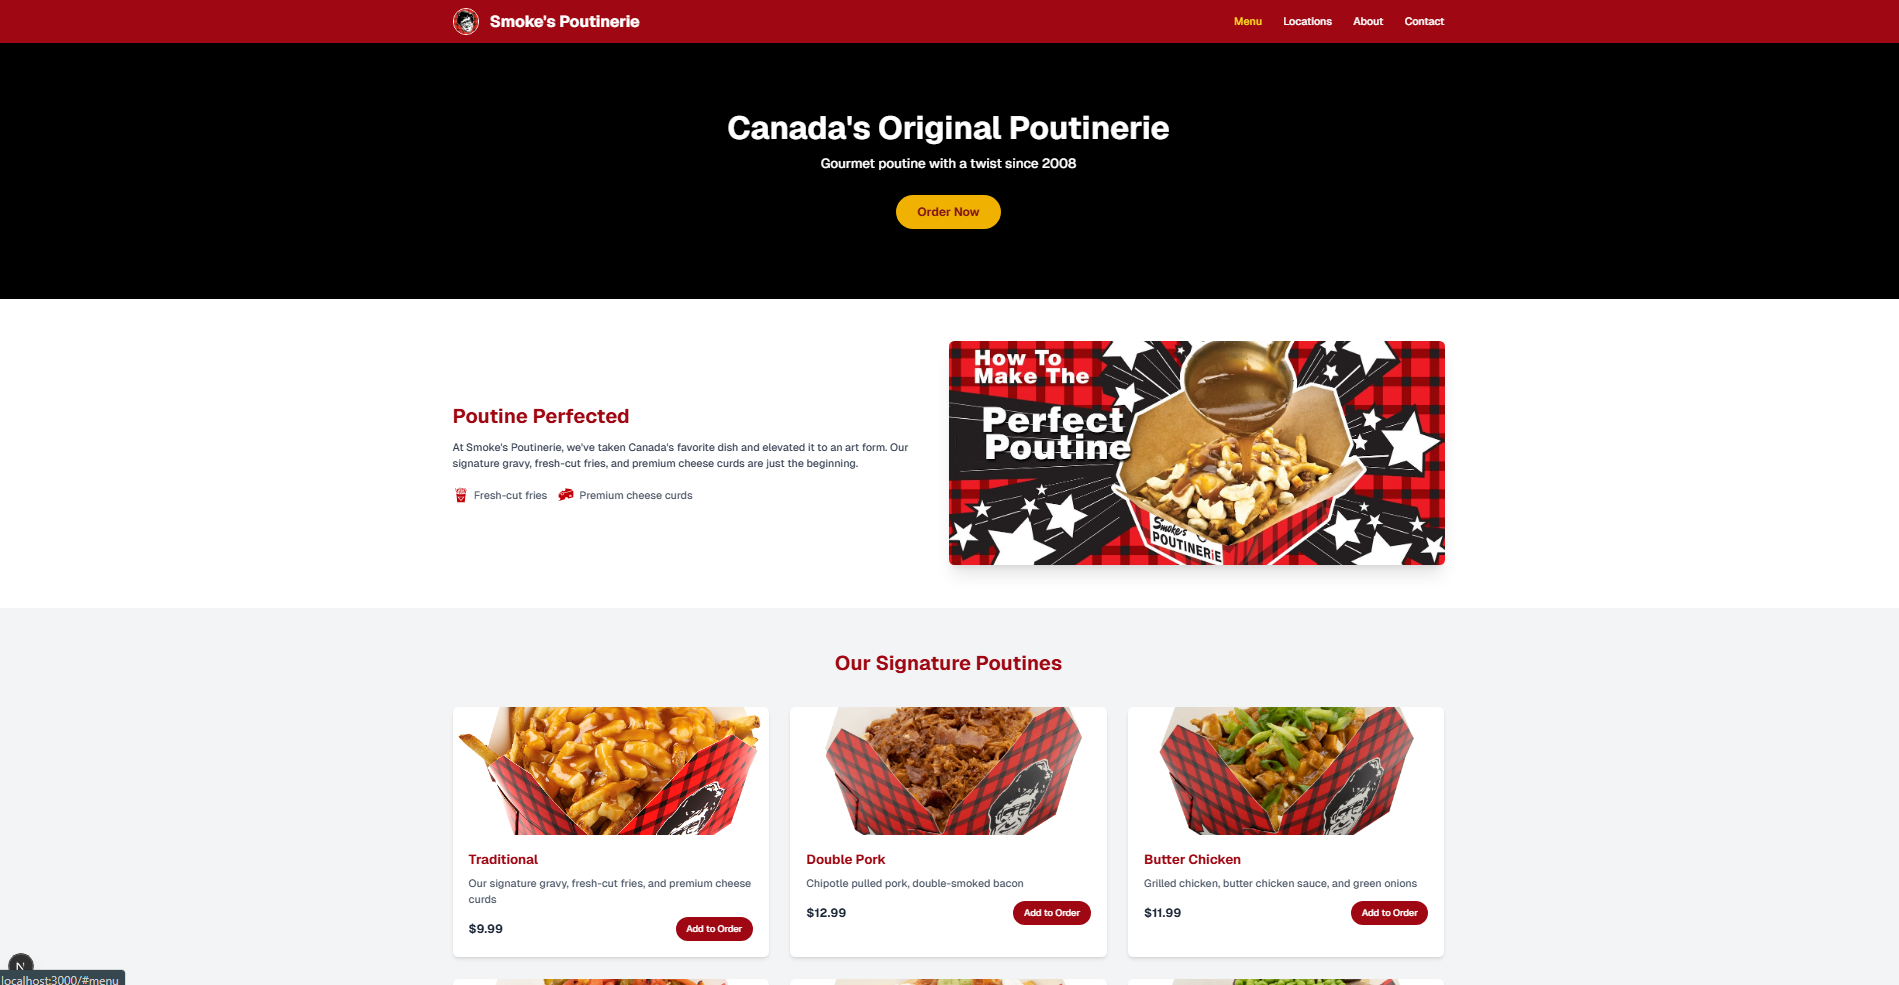 Smoke's Poutinerie
Menu
Locations
About
Contact
Canada's Original Poutinerie
Gourmet poutine with a twist since 2008
Order Now
How To
Make The
Perfect
Poutine
Smoke's
POUTINERiE
Poutine Perfected
At Smoke's Poutinerie, we've taken Canada's favorite dish and elevated it to an art form. Our
signature gravy, fresh-cut fries, and premium cheese curds are just the beginning.
Fresh-cut fries
Premium cheese curds
Our Signature Poutines
Traditional
Our signature gravy, fresh-cut fries, and premium cheese
curds
$9.99
Add to Order
Double Pork
Chipotle pulled pork, double-smoked bacon
$12.99
Add to Order
Butter Chicken
Grilled chicken, butter chicken sauce, and green onions
$11.99
Add to Order
N
localhost:3000/#menu